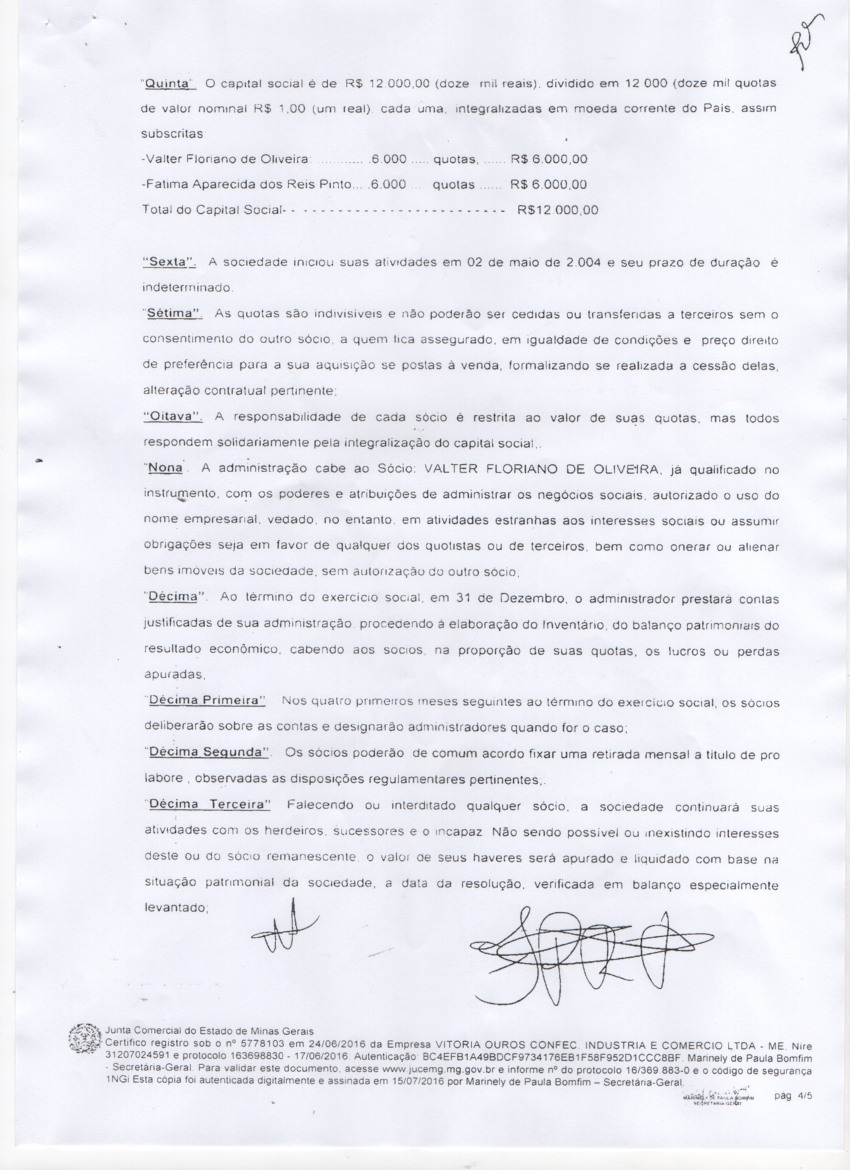 "Quinta". O capital social é de R$ 12.000,00 (doze mil reais), dividido em 12 000 (doze mil quotas
de valor nominal R$ 1,00 (um real), cada uma, integralizadas em moeda corrente do País, assim
subscritas:
-Valter Floriano de Oliveira: ............ .6.000 ..... quotas, ...... R$ 6.000,00
-Fatima Aparecida dos Reis Pinto... .6.000 .... quotas ...... R$ 6.000,00
Total do Capital Social- - - - - - - - - - - - - - - - - - - - - - - - - - R$12.000,00
"Sexta". A sociedade iniciou suas atividades em 02 de maio de 2.004 e seu prazo de duração é
indeterminado.
"Sétima". As quotas são indivisíveis e não poderão ser cedidas ou transferidas a terceiros sem o
consentimento do outro sócio, a quem fica assegurado, em igualdade de condições e preço direito
de preferência para a sua aquisição se postas à venda, formalizando se realizada a cessão delas,
alteração contratual pertinente;
"Oitava". A responsabilidade de cada sócio é restrita ao valor de suas quotas, mas todos
respondem solidariamente pela integralização do capital social,.
"Nona. A administração cabe ao Sócio: VALTER FLORIANO DE OLIVEIRA, já qualificado no
instrumento, com os poderes e atribuições de administrar os negócios sociais, autorizado o uso do
nome empresarial, vedado, no entanto, em atividades estranhas aos interesses sociais ou assumir
obrigações seja em favor de qualquer dos quotistas ou de terceiros, bem como onerar ou alienar
bens imóveis da sociedade, sem autorização do outro sócio;
"Décima". Ao término do exercício social, em 31 de Dezembro, o administrador prestará contas
justificadas de sua administração, procedendo á elaboração do Inventário, do balanço patrimoniais do
resultado econômico, cabendo aos sócios, na proporção de suas quotas, os lucros ou perdas
apuradas,
"Décima Primeira" Nos quatro primeiros meses seguintes ao término do exercício social, os sócios
deliberarão sobre as contas e designarão administradores quando for o caso;
"Décima Segunda". Os sócios poderão de comum acordo fixar uma retirada mensal a título de pro
labore , observadas as disposições regulamentares pertinentes;.
"Décima Terceira" Falecendo ou interditado qualquer sócio, a sociedade continuará suas
atividades com os herdeiros, sucessores e o incapaz. Não sendo possível ou inexistindo interesses
deste ou do sócio remanescente, o valor de seus haveres será apurado e liquidado com base na
situação patrimonial da sociedade, a data da resolução, verificada em balanço especialmente
levantado;
Junta Comercial do Estado de Minas Gerais
Certifico registro sob o nº 5778103 em 24/06/2016 da Empresa VITORIA OUROS CONFEC. INDUSTRIA E COMERCIO LTDA - ME, Nire
31207024591 e protocolo 163698830 - 17/06/2016. Autenticação: BC4EFB1A49BDCF9734176EB1F58F952D1CCC8BF. Marinely de Paula Bomfim
- Secretária-Geral. Para validar este documento, acesse www.jucemg.mg.gov.br e informe nº do protocolo 16/369.883-0 e o código de segurança
1NGi Esta cópia foi autenticada digitalmente e assinada em 15/07/2016 por Marinely de Paula Bomfim – Secretária-Geral.
MARINELY DE PAULA BOMFIM
SECRETÁRIA GERAL
pág. 4/5